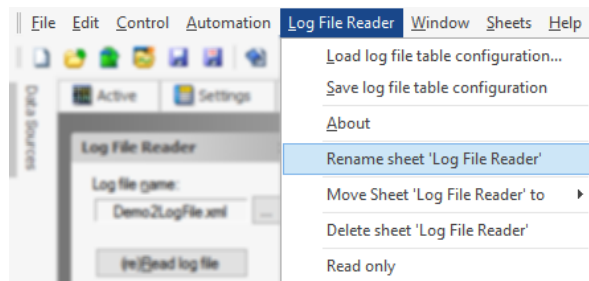 File Edit Control Automation Log File Reader Window Sheets Help
Load log file table configuration...
Save log file table configuration
About
Rename sheet 'Log File Reader'
Move Sheet 'Log File Reader' to
Delete sheet 'Log File Reader'
Read only
Data Sources
Active Settings
Log File Reader
Log file name:
Demo2LogFile.xml ...
(re)Read log file